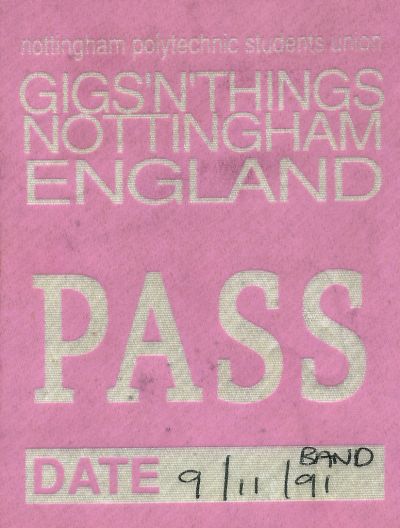 nottingham polytechnic students union
GIGS'N'THINGS
NOTTINGHAM
ENGLAND
PASS
BAND
DATE 9/11/91